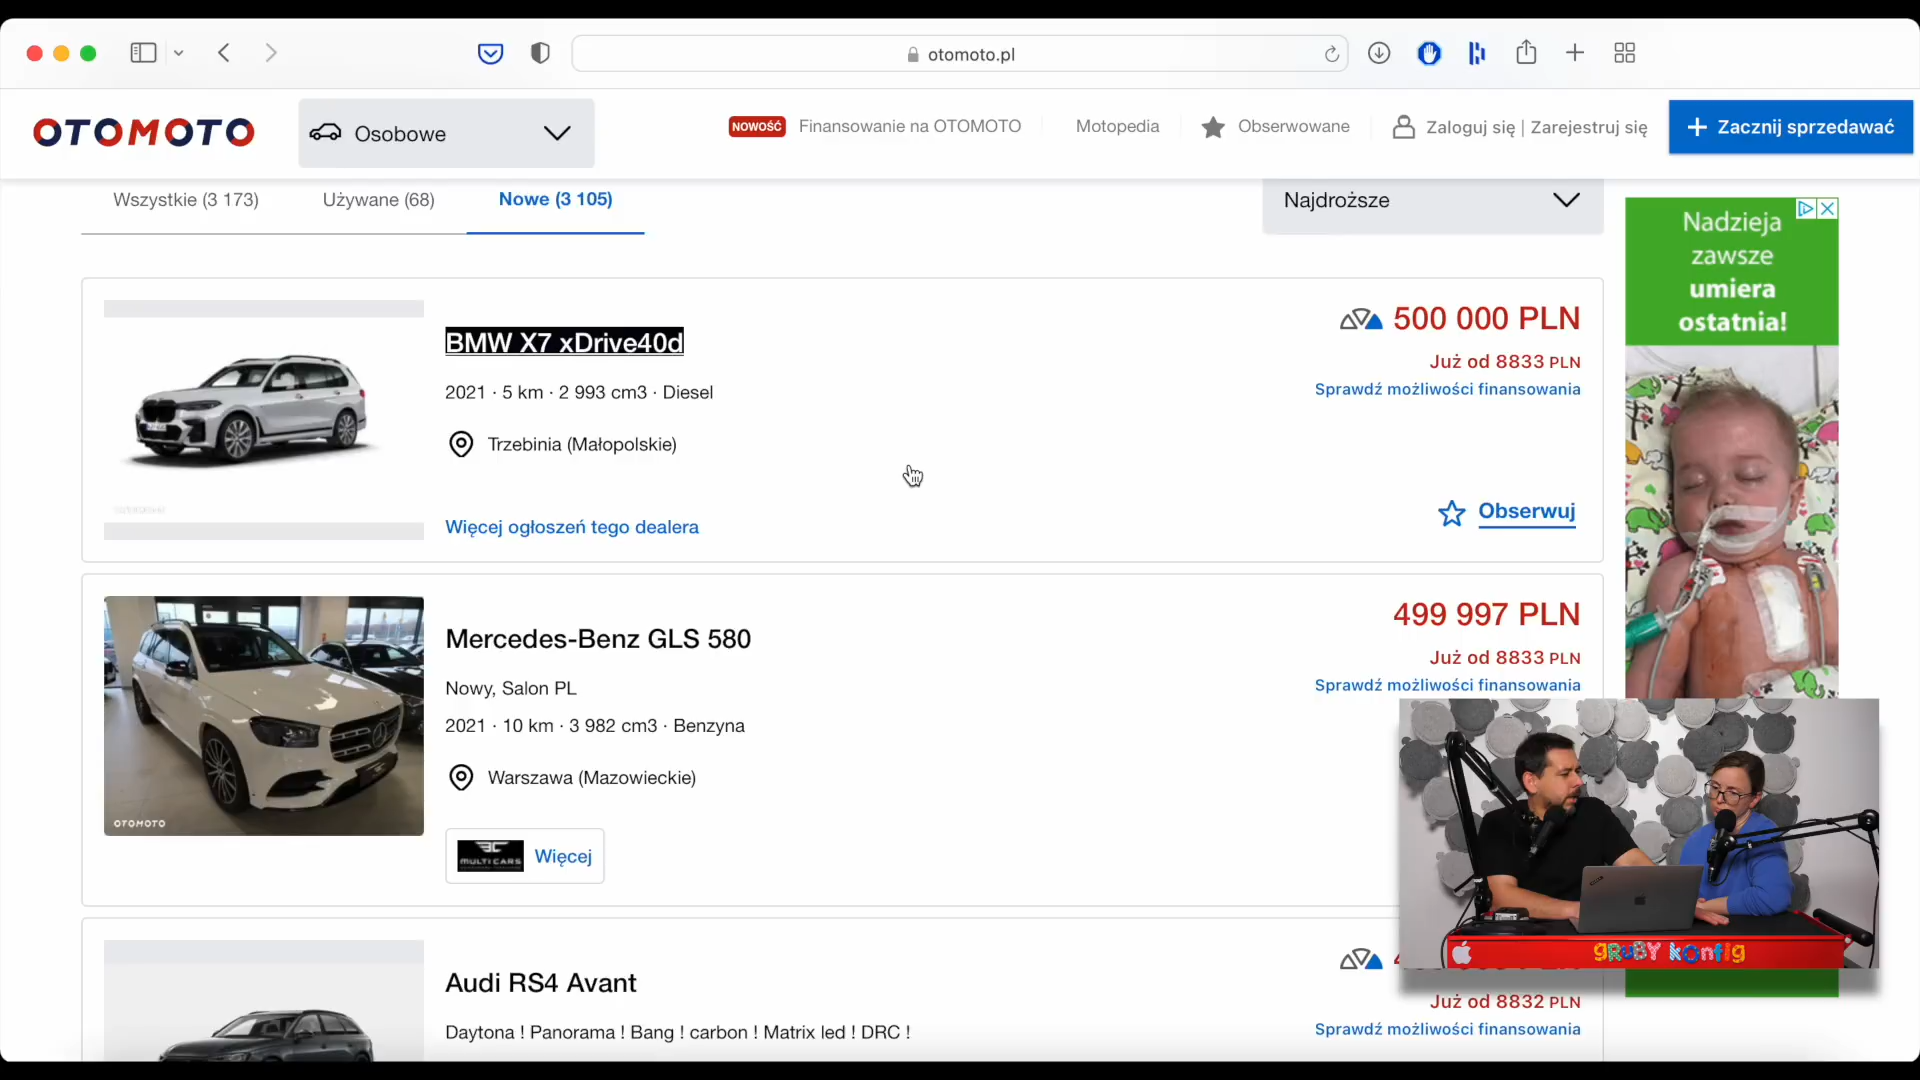 otomoto.pl
OTOMOTO
Osobowe
NOWOŚĆ Finansowanie na OTOMOTO
Motopedia
Obserwowane
Zaloguj się | Zarejestruj się
+ Zacznij sprzedawać
Wszystkie (3 173)
Używane (68)
Nowe (3 105)
Najdroższe
Nadzieja
zawsze
umiera
ostatnia!
BMW X7 xDrive40d
2021 · 5 km · 2 993 cm3 · Diesel
Trzebinia (Małopolskie)
Więcej ogłoszeń tego dealera
500 000 PLN
Już od 8833 PLN
Sprawdź możliwości finansowania
Obserwuj
Mercedes-Benz GLS 580
Nowy, Salon PL
2021 · 10 km · 3 982 cm3 · Benzyna
Warszawa (Mazowieckie)
OTOMOTO
MULTICARS
Więcej
499 997 PLN
Już od 8833 PLN
Sprawdź możliwości finansowania
gRuBY konfig
Audi RS4 Avant
Daytona ! Panorama ! Bang ! carbon ! Matrix led ! DRC !
Już od 8832 PLN
Sprawdź możliwości finansowania